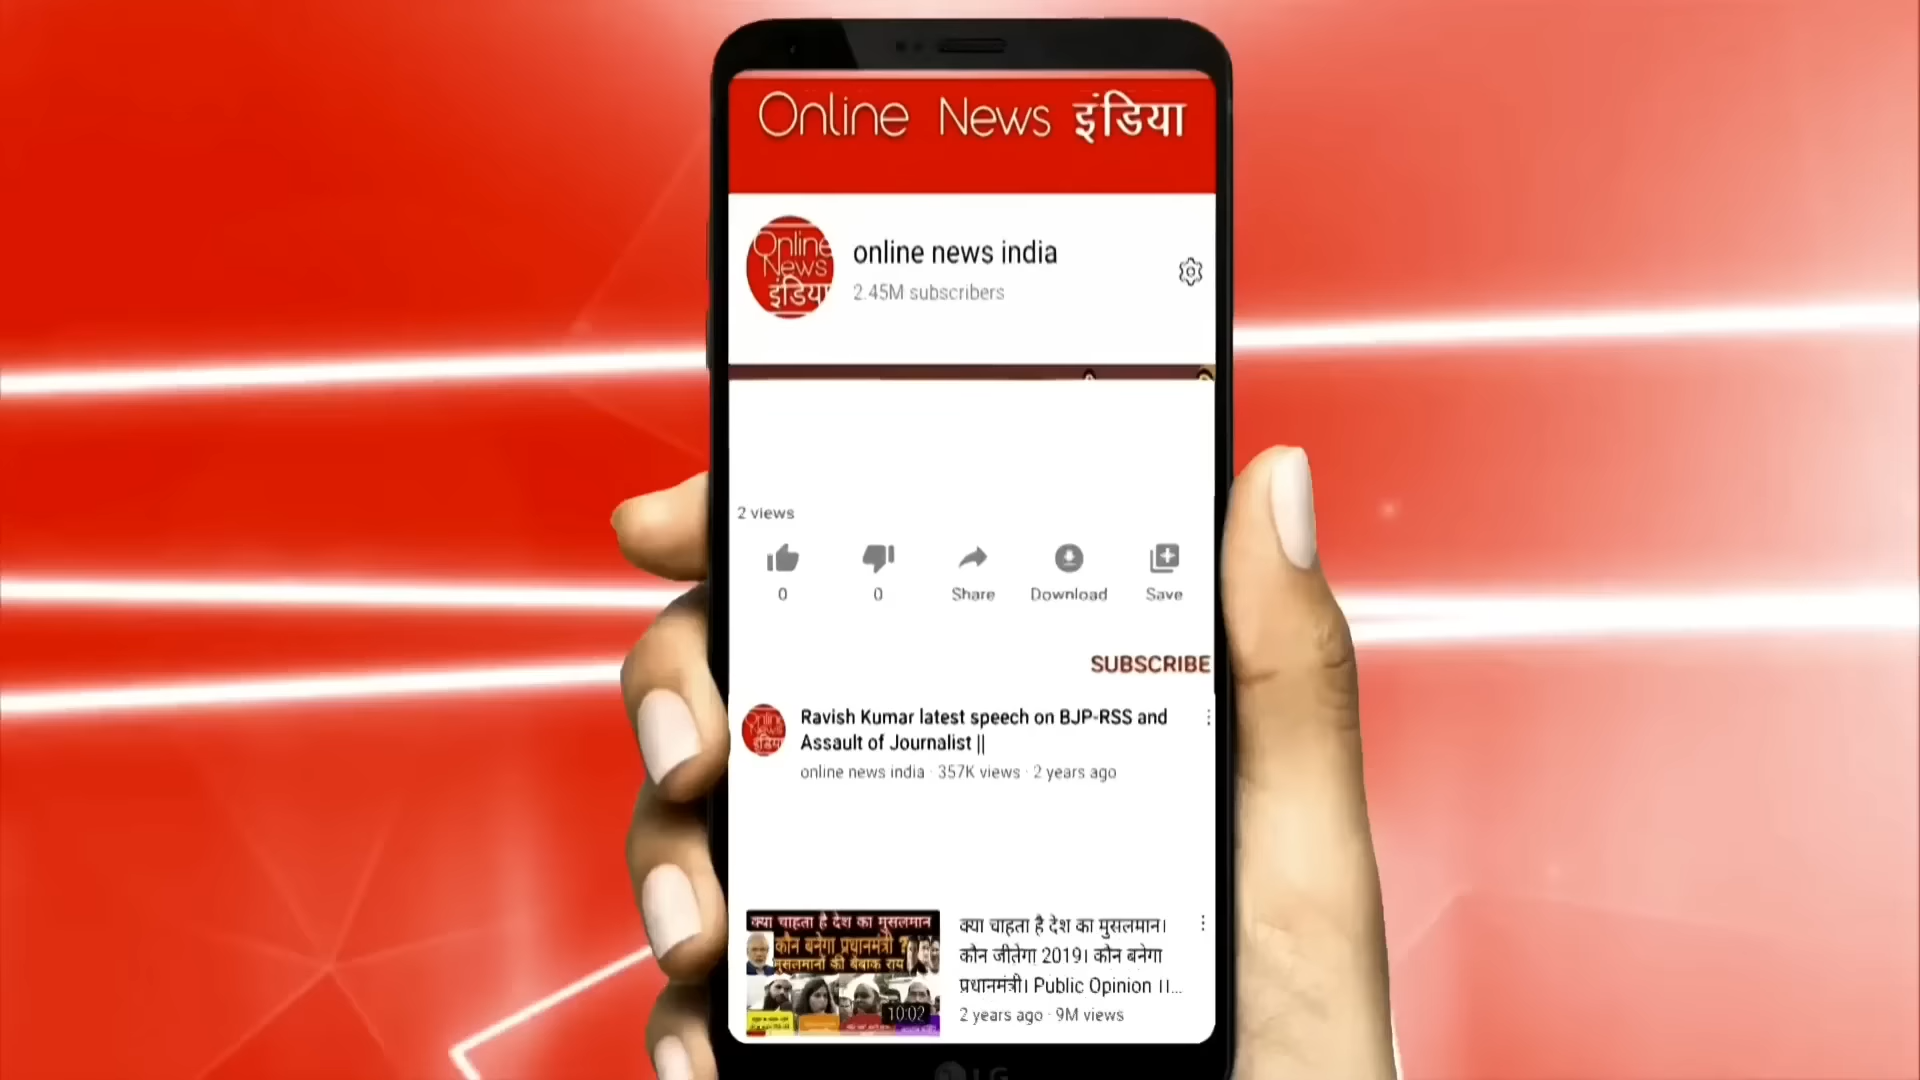 Online News इंडिया
Online
News
इंडिया
online news india
2.45M subscribers
2 views
0
0
Share
Download
Save
SUBSCRIBE
Online
News
इंडिया
Ravish Kumar latest speech on BJP-RSS and
Assault of Journalist ||
online news india · 357K views · 2 years ago
क्या चाहता है देश का मुसलमान
कौन बनेगा प्रधानमंत्री ?
मुसलमानों की बेबाक राय
10:02
क्या चाहता है देश का मुसलमान।
कौन जीतेगा 2019। कौन बनेगा
प्रधानमंत्री। Public Opinion ।।...
2 years ago · 9M views
LG